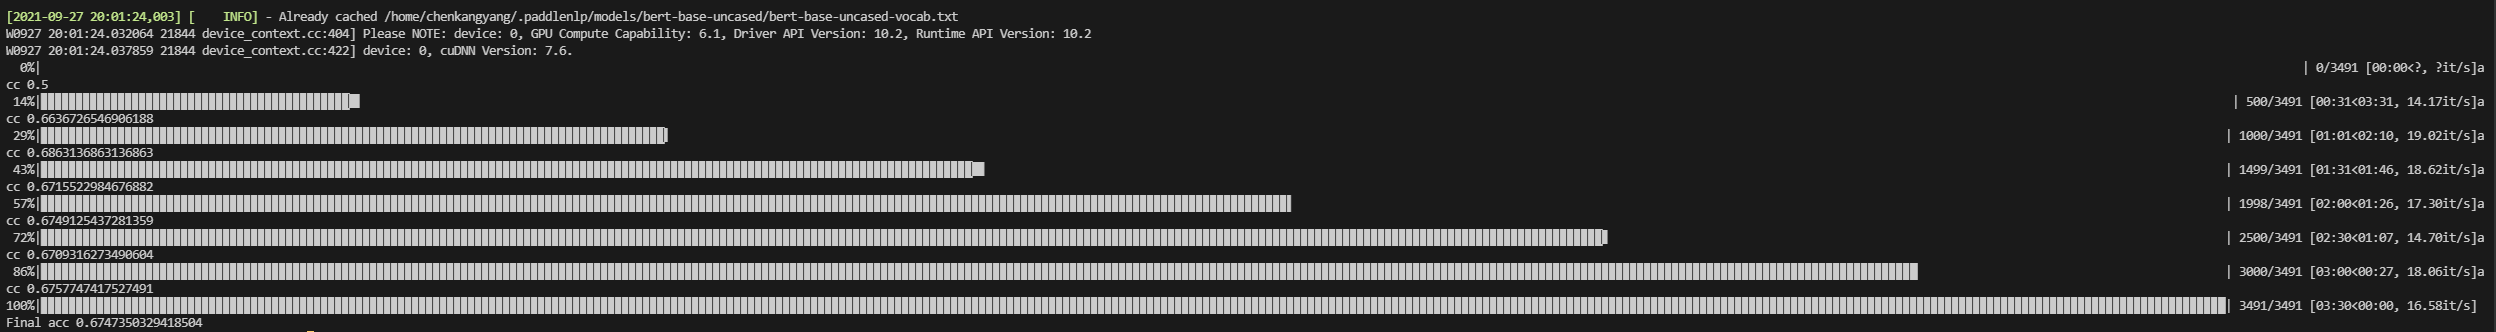 [2021-09-27 20:01:24,003] [    INFO] - Already cached /home/chenkangyang/.paddlenlp/models/bert-base-uncased/bert-base-uncased-vocab.txt
W0927 20:01:24.032064 21844 device_context.cc:404] Please NOTE: device: 0, GPU Compute Capability: 6.1, Driver API Version: 10.2, Runtime API Version: 10.2
W0927 20:01:24.037859 21844 device_context.cc:422] device: 0, cuDNN Version: 7.6.
0%| | 0/3491 [00:00<?, ?it/s]a
cc 0.5
14%| | 500/3491 [00:31<03:31, 14.17it/s]a
cc 0.6636726546906188
29%| | 1000/3491 [01:01<02:10, 19.02it/s]a
cc 0.6863136863136863
43%| | 1499/3491 [01:31<01:46, 18.62it/s]a
cc 0.6715522984676882
57%| | 1998/3491 [02:00<01:26, 17.30it/s]a
cc 0.6749125437281359
72%| | 2500/3491 [02:30<01:07, 14.70it/s]a
cc 0.6709316273490604
86%| | 3000/3491 [03:00<00:27, 18.06it/s]a
cc 0.6757747417527491
100%| | 3491/3491 [03:30<00:00, 16.58it/s]
Final acc 0.6747350329418504